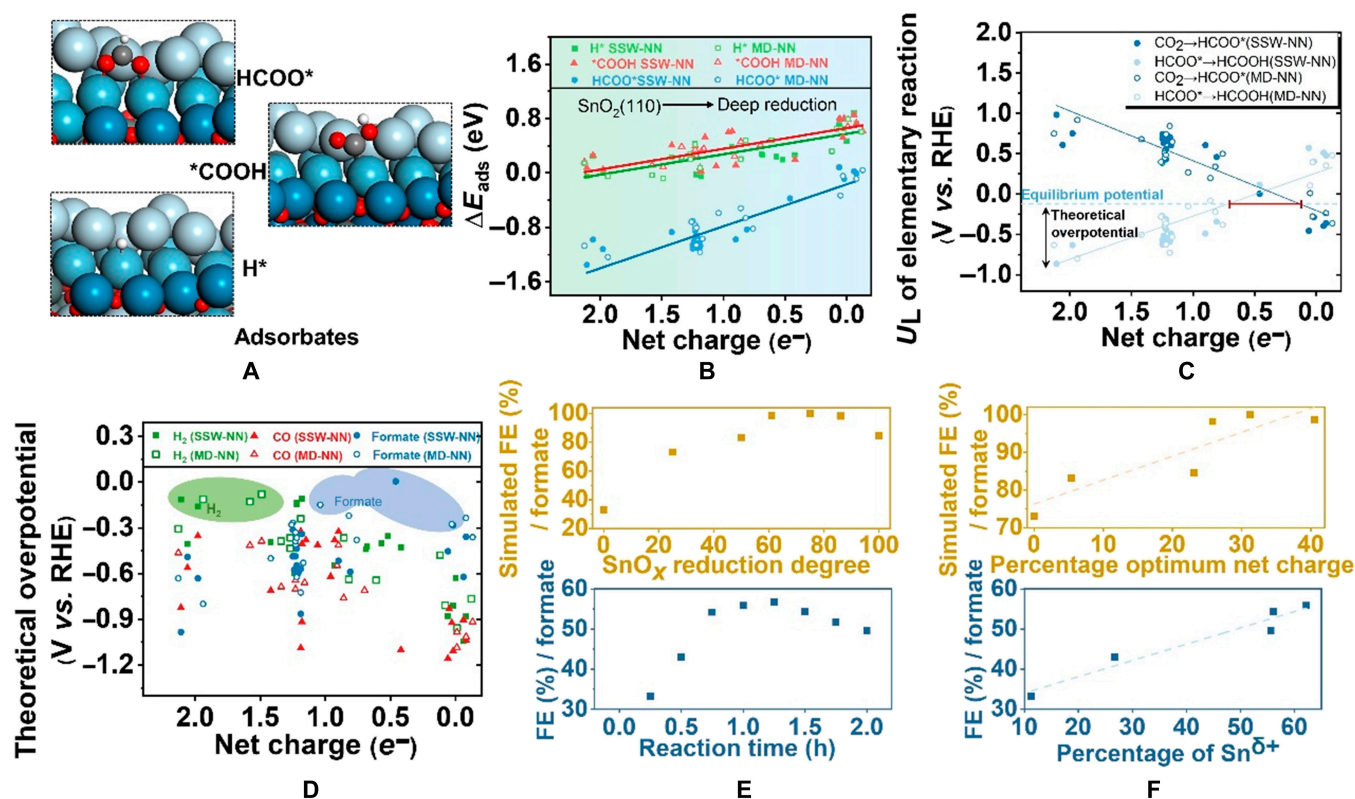 HCOO*
*COOH
H*
Adsorbates
A
ΔEads (eV)
1.6
0.8
0.0
−0.8
−1.6
H* SSW-NN
H* MD-NN
*COOH SSW-NN
*COOH MD-NN
HCOO*SSW-NN
HCOO* MD-NN
SnO2(110)
Deep reduction
2.0 1.5 1.0 0.5 0.0
Net charge (e−)
B
UL of elementary reaction
(V vs. RHE)
2.0
1.5
1.0
0.5
0.0
−0.5
−1.0
CO2→HCOO*(SSW-NN)
HCOO*→HCOOH(SSW-NN)
CO2→HCOO*(MD-NN)
HCOO*→HCOOH(MD-NN)
Equilibrium potential
Theoretical
overpotential
2.0 1.5 1.0 0.5 0.0
Net charge (e−)
C
Theoretical overpotential
(V vs. RHE)
0.3
0.0
−0.3
−0.6
−0.9
−1.2
H2 (SSW-NN)
CO (SSW-NN)
Formate (SSW-NN)
H2 (MD-NN)
CO (MD-NN)
Formate (MD-NN)
H2
Formate
2.0 1.5 1.0 0.5 0.0
Net charge (e−)
D
Simulated FE (%)
/ formate
100
80
60
40
20
0 20 40 60 80 100
SnOx reduction degree
FE (%) / formate
60
50
40
30
0.0 0.5 1.0 1.5 2.0
Reaction time (h)
E
Simulated FE (%)
/ formate
100
90
80
70
0 10 20 30 40
Percentage optimum net charge
FE (%) / formate
60
50
40
30
10 20 30 40 50 60
Percentage of Snδ+
F